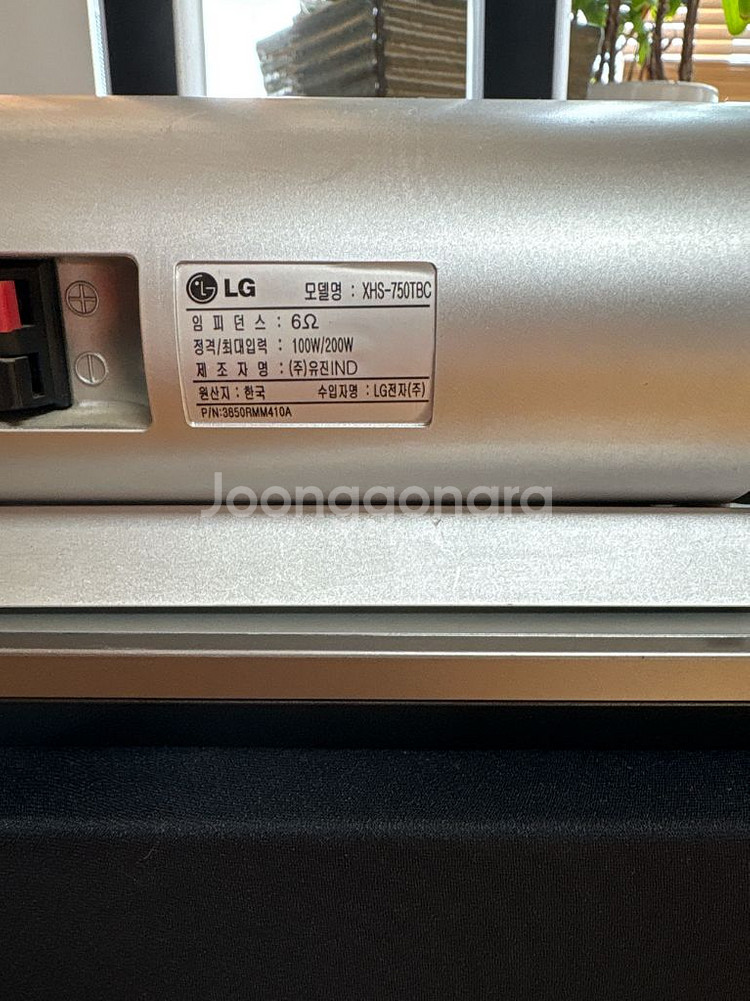 LG 모델명 : XHS-750TBC
임 피 던 스 : 6Ω
정격/최대입력 : 100W/200W
제 조 자 명 : (주)유진IND
원산지 : 한국 수입자명 : LG전자(주)
P/N:3850RMM410A
Joonggonara